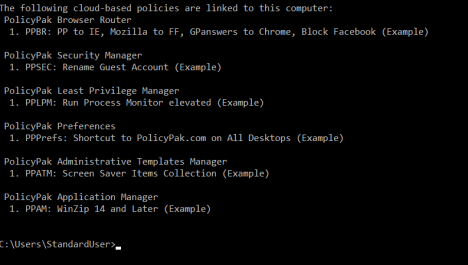 The following cloud-based policies are linked to this computer:
PolicyPak Browser Router
1. PPBR: PP to IE, Mozilla to FF, GPanswers to Chrome, Block Facebook (Example)
PolicyPak Security Manager
1. PPSEC: Rename Guest Account (Example)
PolicyPak Least Privilege Manager
1. PPLPM: Run Process Monitor elevated (Example)
PolicyPak Preferences
1. PPPrefs: Shortcut to PolicyPak.com on All Desktops (Example)
PolicyPak Administrative Templates Manager
1. PPATM: Screen Saver Items Collection (Example)
PolicyPak Application Manager
1. PPAM: WinZip 14 and Later (Example)
C:\Users\StandardUser>